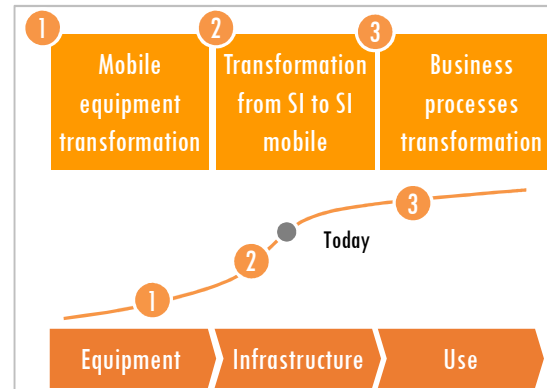 1
2
3
Mobile
equipment
transformation
Transformation
from SI to SI
mobile
Business
processes
transformation
3
Today
2
1
Equipment
Infrastructure
Use